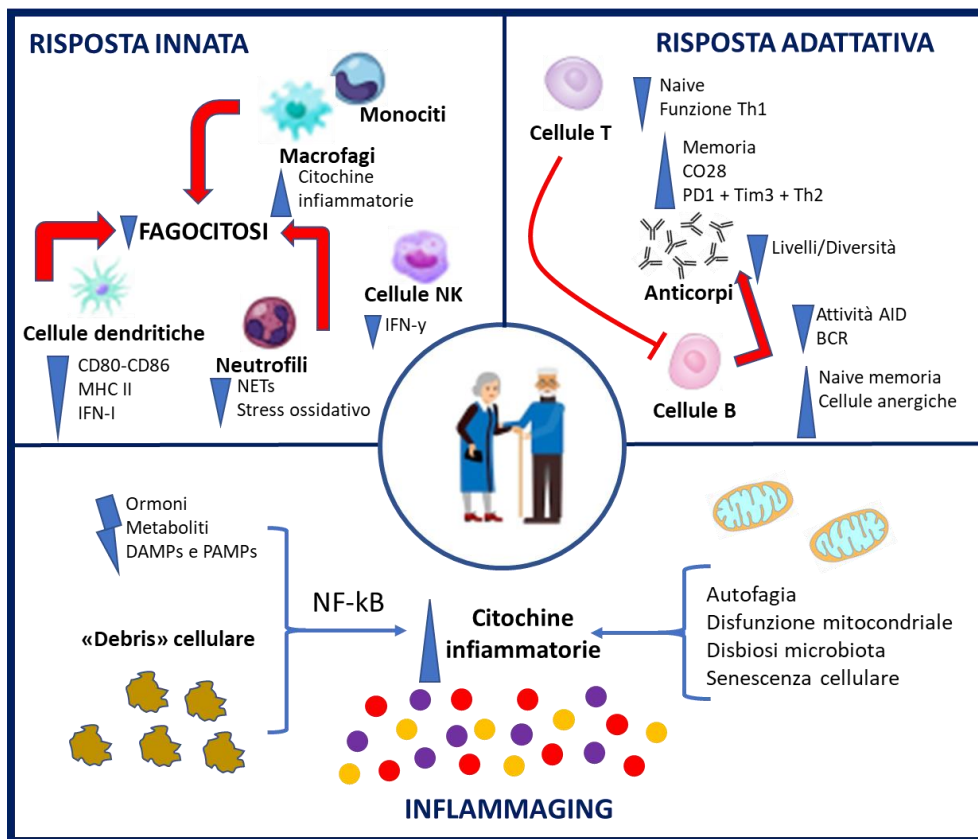 RISPOSTA INNATA
Monociti
Macrofagi
Citochine
infiammatorie
FAGOCITOSI
Cellule NK
IFN-y
Cellule dendritiche
CD80-CD86
MHC II
IFN-I
Neutrofili
NETs
Stress ossidativo
RISPOSTA ADATTATIVA
Cellule T
Naive
Funzione Th1
Memoria
CO28
PD1 + Tim3 + Th2
Anticorpi
Livelli/Diversità
Attività AID
BCR
Cellule B
Naive memoria
Cellule anergiche
Ormoni
Metaboliti
DAMPs e PAMPs
NF-kB
«Debris» cellulare
Citochine
infiammatorie
Autofagia
Disfunzione mitocondriale
Disbiosi microbiota
Senescenza cellulare
INFLAMMAGING